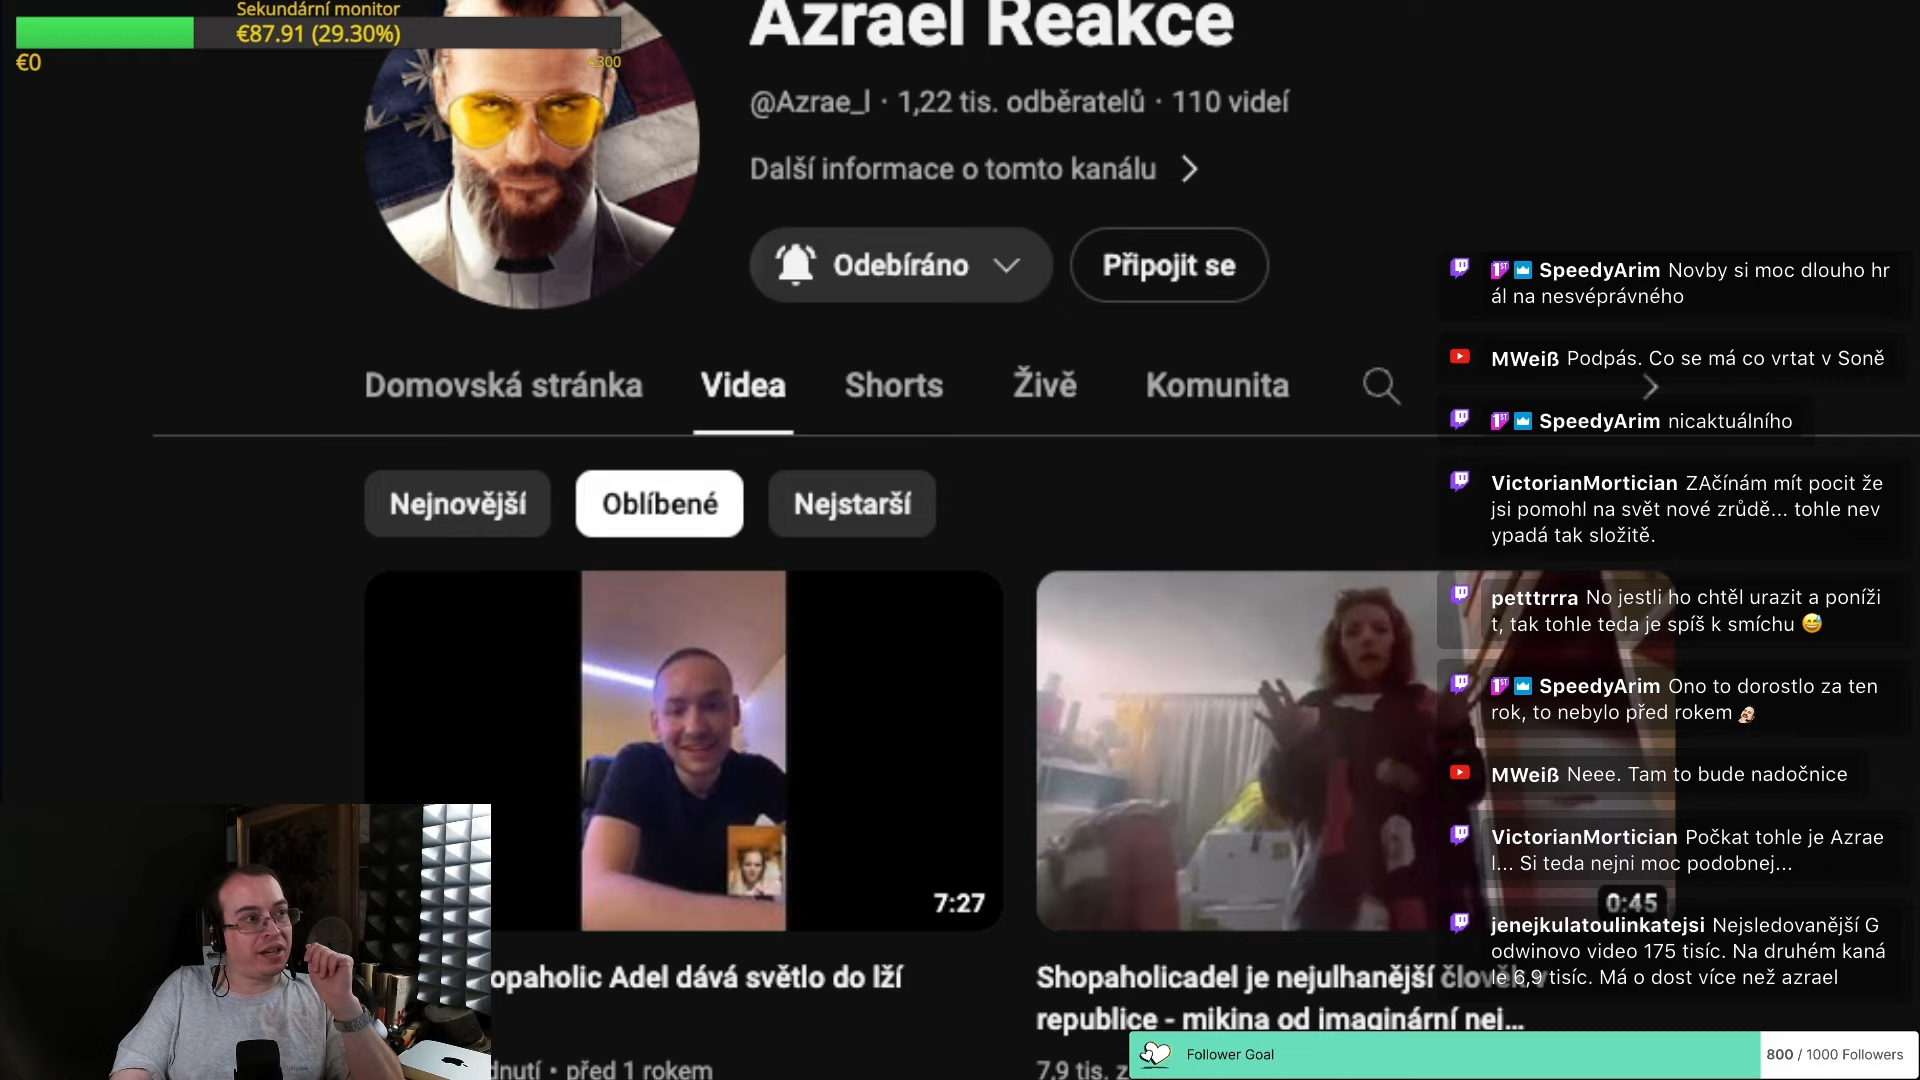 Sekundární monitor
€87.91 (29.30%)
€0
Azrael Reakce
@Azrae_l · 1,22 tis. odběratelů · 110 videí
Další informace o tomto kanálu
Odebíráno
Připojit se
Domovská stránka Videa Shorts Živě Komunita
Nejnovější Oblíbené Nejstarší
7:27
0:45
opaholic Adel dává světlo do lží
Shopaholicadel je nejulhanější
republice - mikina od imaginární nej...
dnutí • před 1 rokem
7,9 tis. z
SpeedyArim Novby si moc dlouho hr
ál na nesvéprávného
MWeiß Podpás. Co se má co vrtat v Soně
SpeedyArim nicaktuálního
VictorianMortician ZAčínám mít pocit že
jsi pomohl na svět nové zrůdě... tohle nev
ypadá tak složitě.
petttrrra No jestli ho chtěl urazit a poníži
t, tak tohle teda je spíš k smíchu 😅
SpeedyArim Ono to dorostlo za ten
rok, to nebylo před rokem
MWeiß Neee. Tam to bude nadočnice
VictorianMortician Počkat tohle je Azrae
l... Si teda nejni moc podobnej...
jenejkulatoulinkatejsi Nejsledovanější G
odwinovo video 175 tisíc. Na druhém kaná
le 6,9 tisíc. Má o dost více než azrael
Follower Goal
800 / 1000 Followers